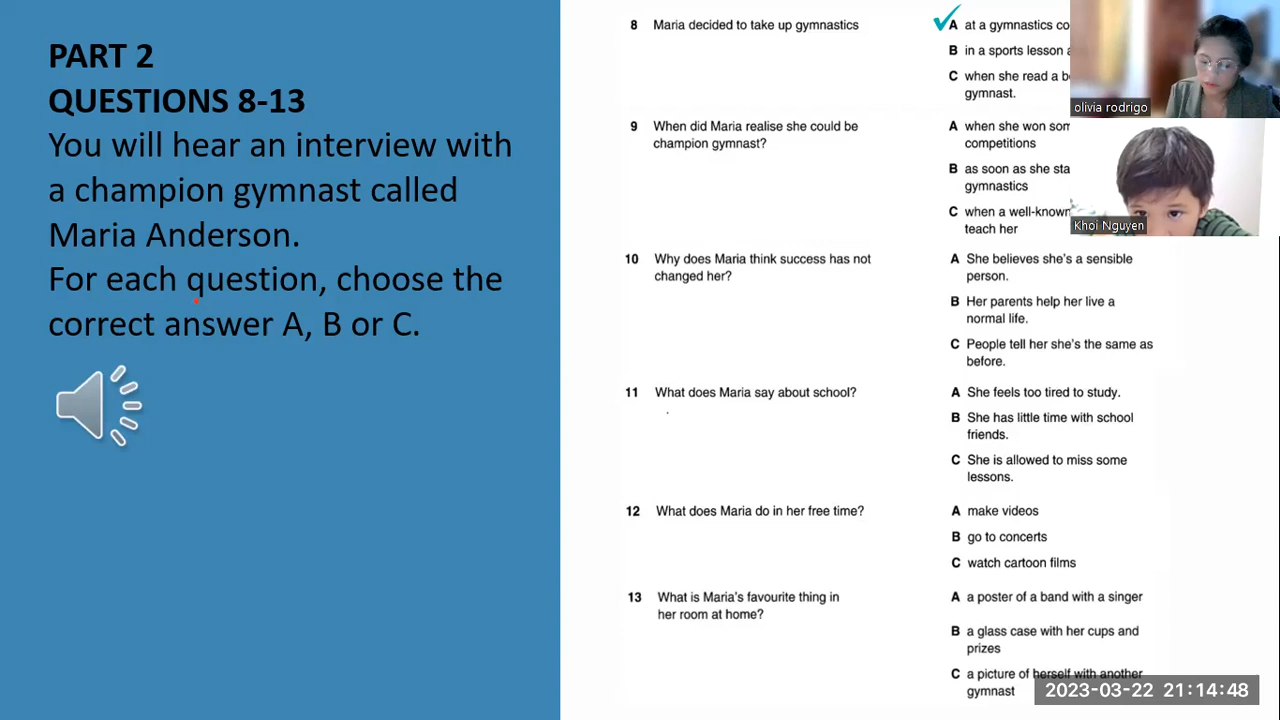 PART 2
QUESTIONS 8-13
You will hear an interview with
a champion gymnast called
Maria Anderson.
For each question, choose the
correct answer A, B or C.
8 Maria decided to take up gymnastics
A at a gymnastics
B in a sports lesson
C when she read a
gymnast.
9 When did Maria realise she could be
champion gymnast?
A when she won
competitions
B as soon as she
gymnastics
C when a well-known
teach her
10 Why does Maria think success has not
changed her?
A She believes she's a sensible
person.
B Her parents help her live a
normal life.
C People tell her she's the same as
before.
11 What does Maria say about school?
A She feels too tired to study.
B She has little time with school
friends.
C She is allowed to miss some
lessons.
12 What does Maria do in her free time?
A make videos
B go to concerts
C watch cartoon films
13 What is Maria's favourite thing in
her room at home?
A a poster of a band with a singer
B a glass case with her cups and
prizes
C a picture of herself with another
gymnast
olivia rodrigo
Khoi Nguyen
2023-03-22 21:14:48